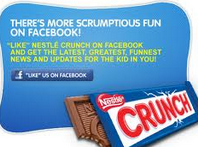 THERE'S MORE SCRUMPTIOUS FUN
ON FACEBOOK!
"LIKE" NESTLÉ CRUNCH ON FACEBOOK
AND GET THE LATEST, GREATEST, FUNNEST
NEWS AND UPDATES FOR THE KID IN YOU!
f "LIKE" US ON FACEBOOK
Nestlé
CRUNCH